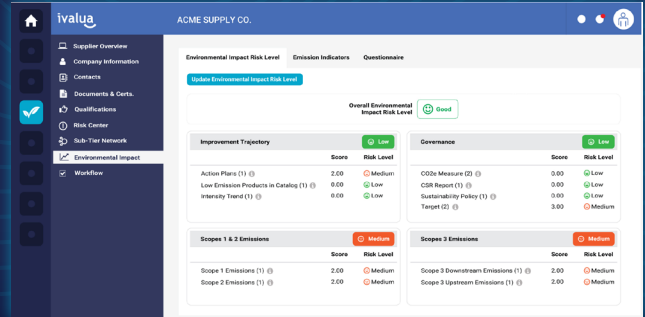 ivalua
ACME SUPPLY CO.
Supplier Overview
Company Information
Contacts
Documents & Certs.
Qualifications
Risk Center
Sub-Tier Network
Environmental Impact
Workflow
Environmental Impact Risk Level Emission Indicators Questionnaire
Update Environmental Impact Risk Level
Overall Environmental
Impact Risk Level
Good
Improvement Trajectory Low
Score Risk Level
Action Plans (1) 2.00 Medium
Low Emission Products in Catalog (1) 0.00 Low
Intensity Trend (1) 0.00 Low
Governance Low
Score Risk Level
CO2e Measure (2) 0.00 Low
CSR Report (1) 0.00 Low
Sustainability Policy (1) 0.00 Low
Target (2) 3.00 Medium
Scopes 1 & 2 Emissions Medium
Score Risk Level
Scope 1 Emissions (1) 2.00 Medium
Scope 2 Emissions (1) 2.00 Medium
Scopes 3 Emissions Medium
Score Risk Level
Scope 3 Downstream Emissions (1) 2.00 Medium
Scope 3 Upstream Emissions (1) 2.00 Medium